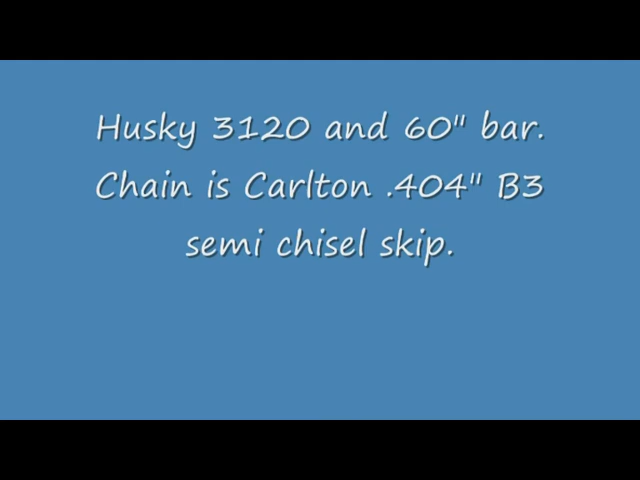 Husky 3120 and 60" bar.
Chain is Carlton .404" B3
semi chisel skip.